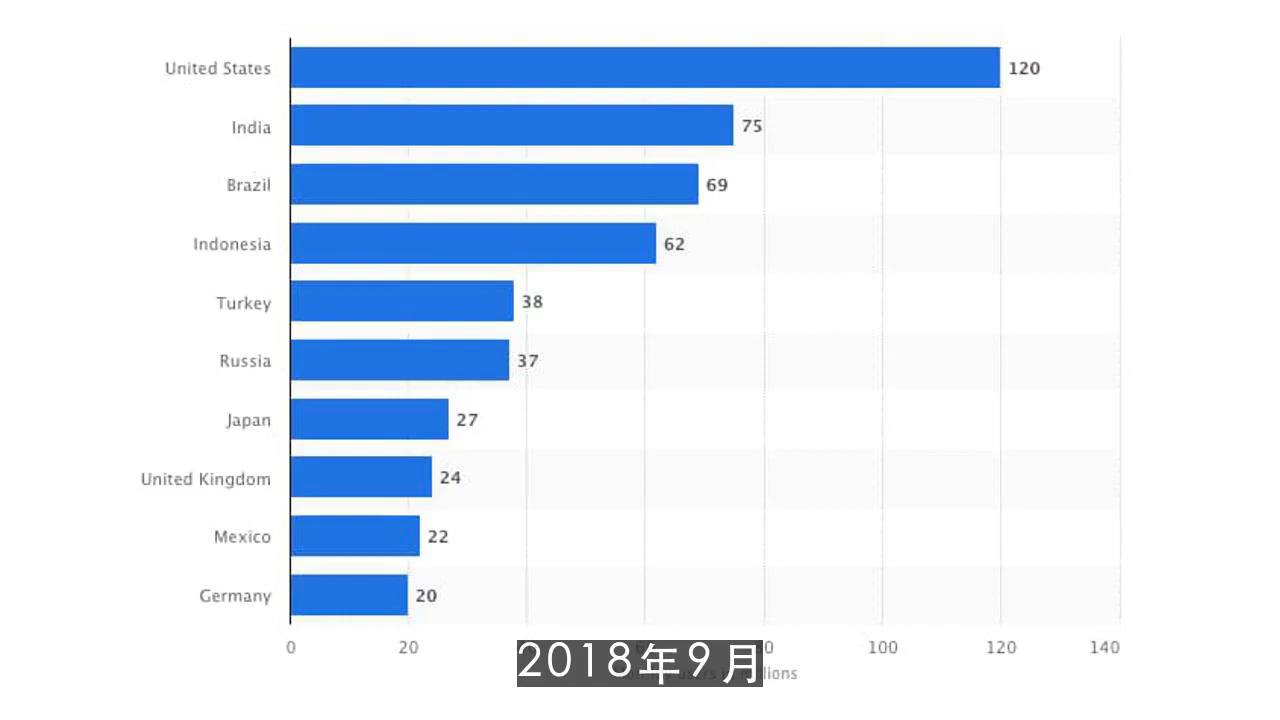 United States 120
India 75
Brazil 69
Indonesia 62
Turkey 38
Russia 37
Japan 27
United Kingdom 24
Mexico 22
Germany 20
0 20 100 120 140
2018年9月